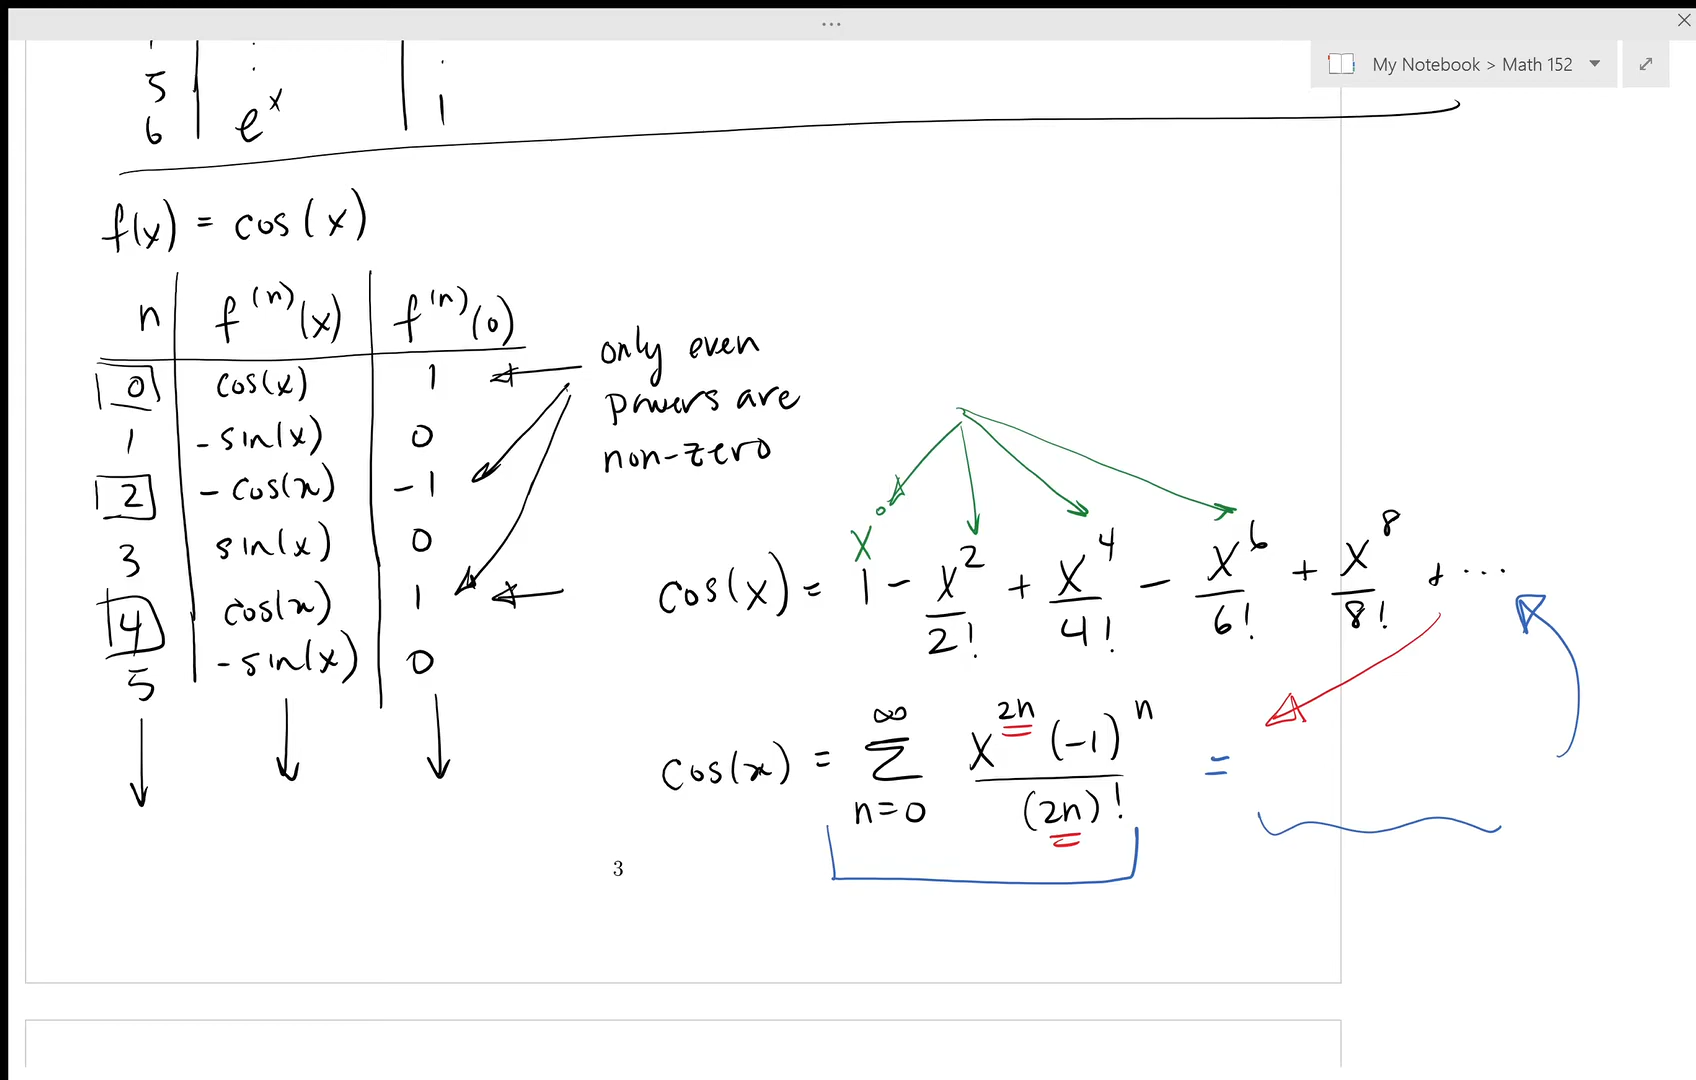 ...
My Notebook > Math 152
5
6 e^x 1
f(x) = cos(x)
n f^(n)(x) f^(n)(0)
0 cos(x) 1
1 -sin(x) 0
2 -cos(x) -1
3 sin(x) 0
4 cos(x) 1
5 -sin(x) 0
only even
powers are
non-zero
x^0
cos(x) = 1 - x^2/2! + x^4/4! - x^6/6! + x^8/8! + ...
cos(x) = ∑_{n=0}^{∞} x^{2n} (-1)^n / (2n)! =
3